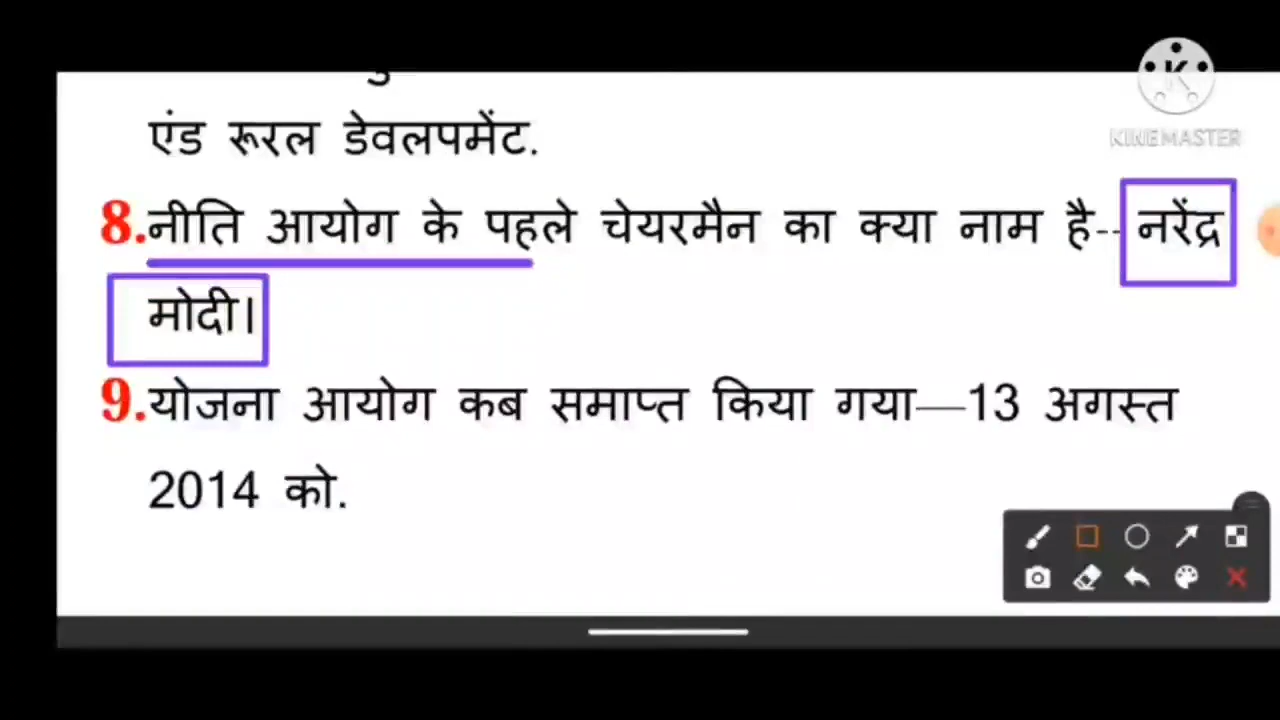 एंड रूरल डेवलपमेंट.
8.नीति आयोग के पहले चेयरमैन का क्या नाम है--नरेंद्र
मोदी।
9.योजना आयोग कब समाप्त किया गया—13 अगस्त
2014 को.
KINEMASTER